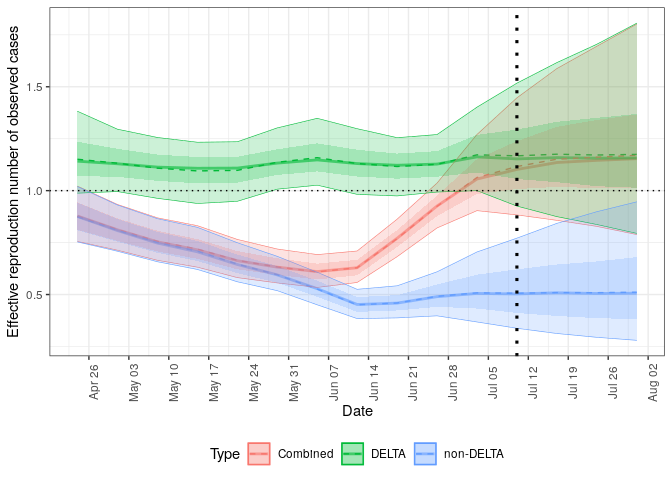 Effective reproduction number of observed cases
1.5
1.0
0.5
Apr 26
May 03
May 10
May 17
May 24
May 31
Jun 07
Jun 14
Jun 21
Jun 28
Jul 05
Jul 12
Jul 19
Jul 26
Aug 02
Date
Type
Combined
DELTA
non-DELTA